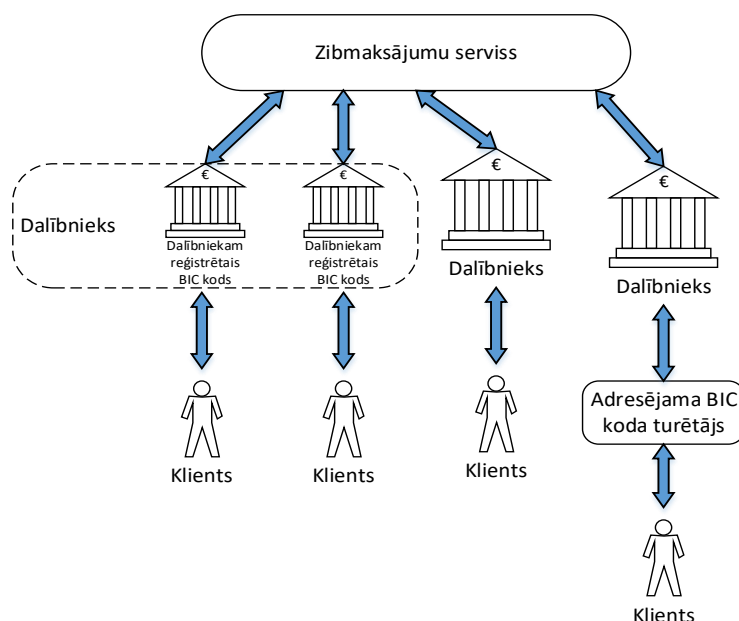 Zibmaksājumu serviss
€
€
€
€
Dalībnieks
Dalībniekam
reģistrētais
BIC kods
Dalībniekam
reģistrētais
BIC kods
Dalībnieks
Dalībnieks
Adresējama BIC
koda turētājs
Klients
Klients
Klients
Klients